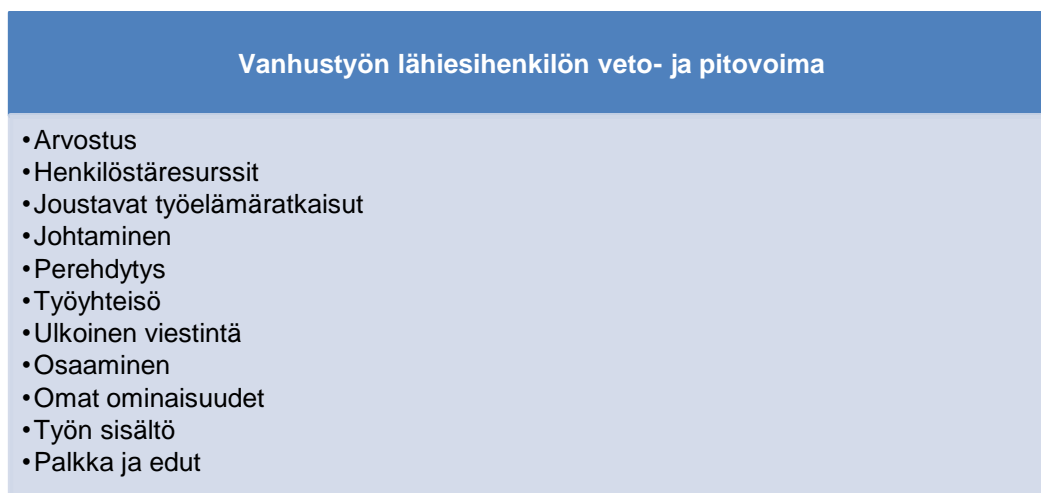 Vanhustyön lähiesihenkilön veto- ja pitovoima
•Arvostus
•Henkilöstäresurssit
•Joustavat työelämäratkaisut
•Johtaminen
•Perehdytys
•Työyhteisö
•Ulkoinen viestintä
•Osaaminen
•Omat ominaisuudet
•Työn sisältö
•Palkka ja edut